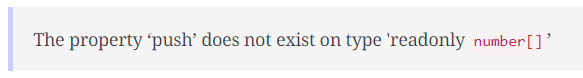 The property ‘push’ does not exist on type 'readonly number[]’